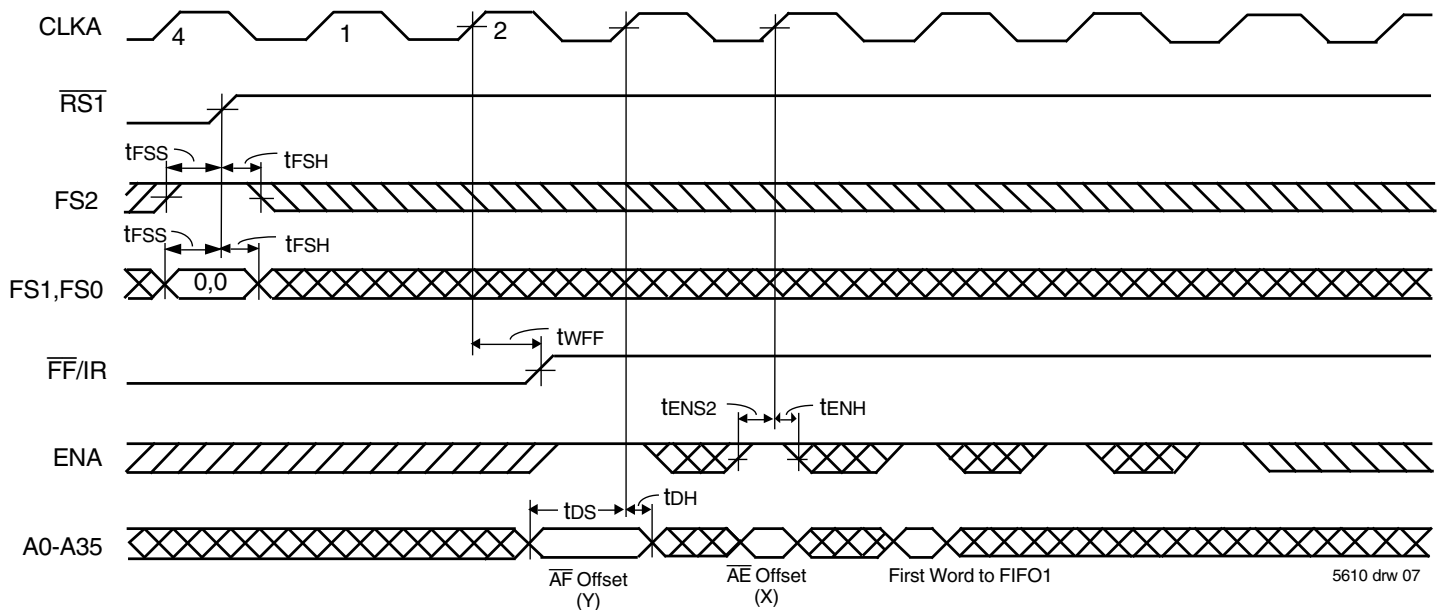 CLKA
4
1
2
RS1
tFSS
tFSH
FS2
tFSS
tFSH
FS1,FS0
0,0
tWFF
FF/IR
tENS2
tENH
ENA
tDS
tDH
A0-A35
AF Offset
(Y)
AE Offset
(X)
First Word to FIFO1
5610 drw 07